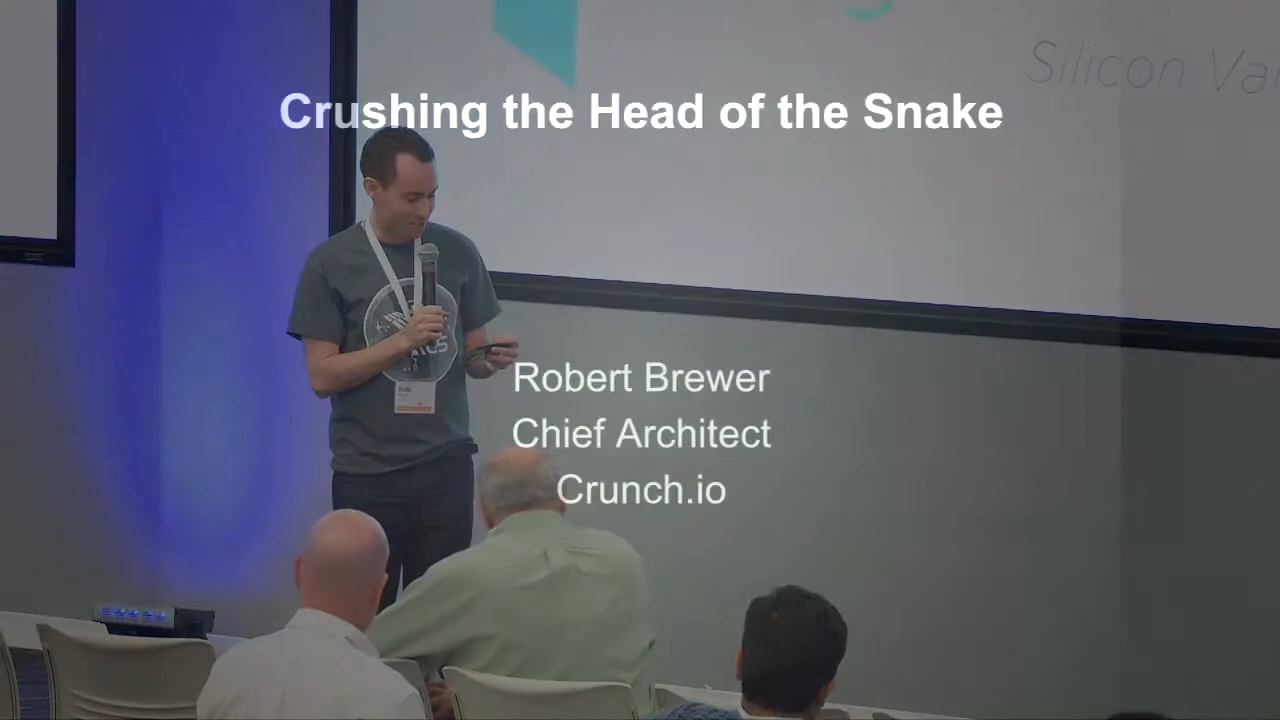 Silicon Va
Crushing the Head of the Snake
Robert Brewer
Chief Architect
Crunch.io